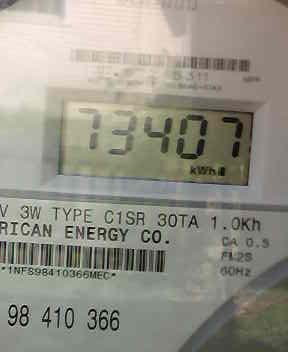 5311
73407
kWh
V 3W TYPE C1SR 30TA 1.0Kh
RICAN ENERGY CO.
CA 0.5
FM2S
*1NFS98410366MEC*
60Hz
98 410 366